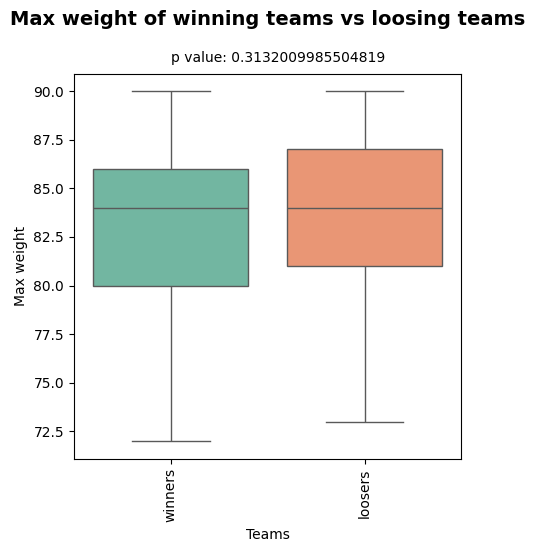 Max weight of winning teams vs loosing teams
p value: 0.3132009985504819
90.0
87.5
85.0
82.5
80.0
77.5
75.0
72.5
Max weight
winners
loosers
Teams